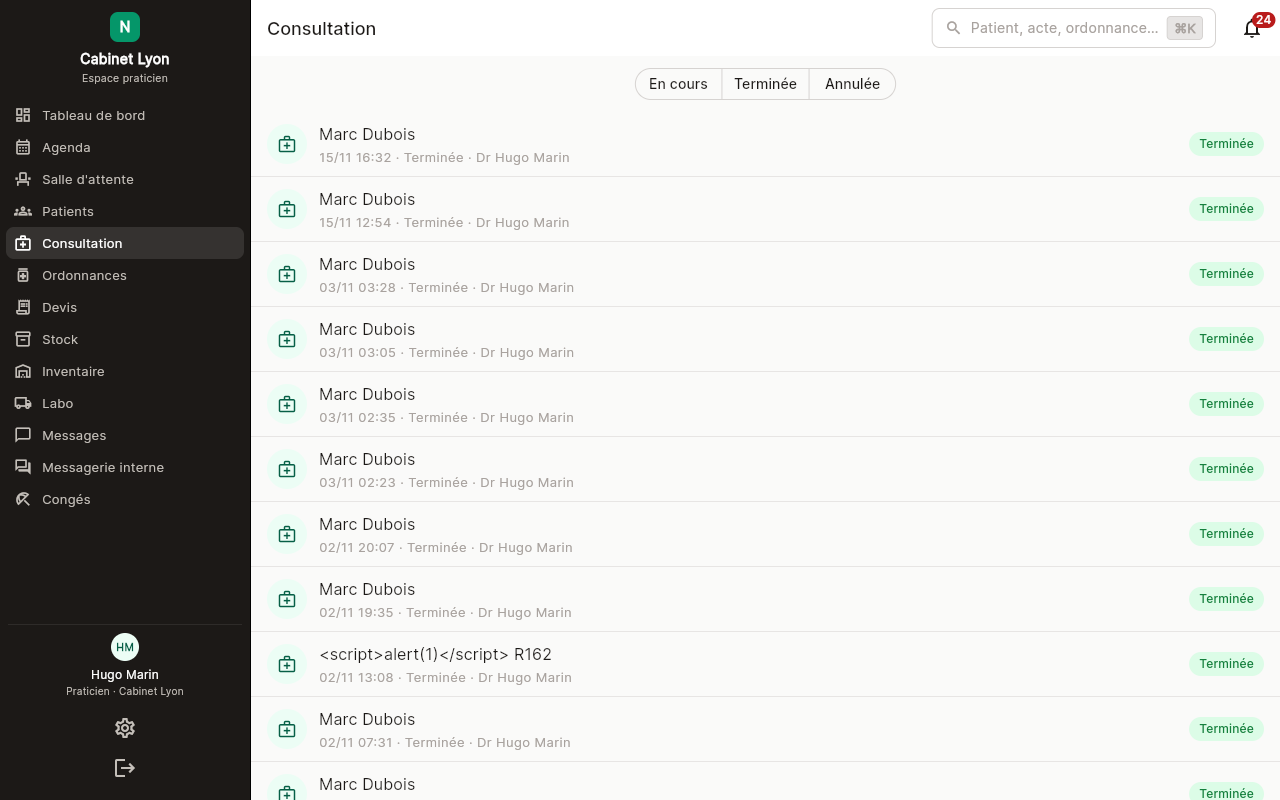 N
Cabinet Lyon
Espace praticien
Tableau de bord
Agenda
Salle d'attente
Patients
Consultation
Ordonnances
Devis
Stock
Inventaire
Labo
Messages
Messagerie interne
Congés
HM
Hugo Marin
Praticien · Cabinet Lyon
Consultation
Patient, acte, ordonnance... ⌘K
24
En cours Terminée Annulée
Marc Dubois
15/11 16:32 · Terminée · Dr Hugo Marin
Terminée
Marc Dubois
15/11 12:54 · Terminée · Dr Hugo Marin
Terminée
Marc Dubois
03/11 03:28 · Terminée · Dr Hugo Marin
Terminée
Marc Dubois
03/11 03:05 · Terminée · Dr Hugo Marin
Terminée
Marc Dubois
03/11 02:35 · Terminée · Dr Hugo Marin
Terminée
Marc Dubois
03/11 02:23 · Terminée · Dr Hugo Marin
Terminée
Marc Dubois
02/11 20:07 · Terminée · Dr Hugo Marin
Terminée
Marc Dubois
02/11 19:35 · Terminée · Dr Hugo Marin
Terminée
<script>alert(1)</script> R162
02/11 13:08 · Terminée · Dr Hugo Marin
Terminée
Marc Dubois
02/11 07:31 · Terminée · Dr Hugo Marin
Terminée
Marc Dubois
Terminée